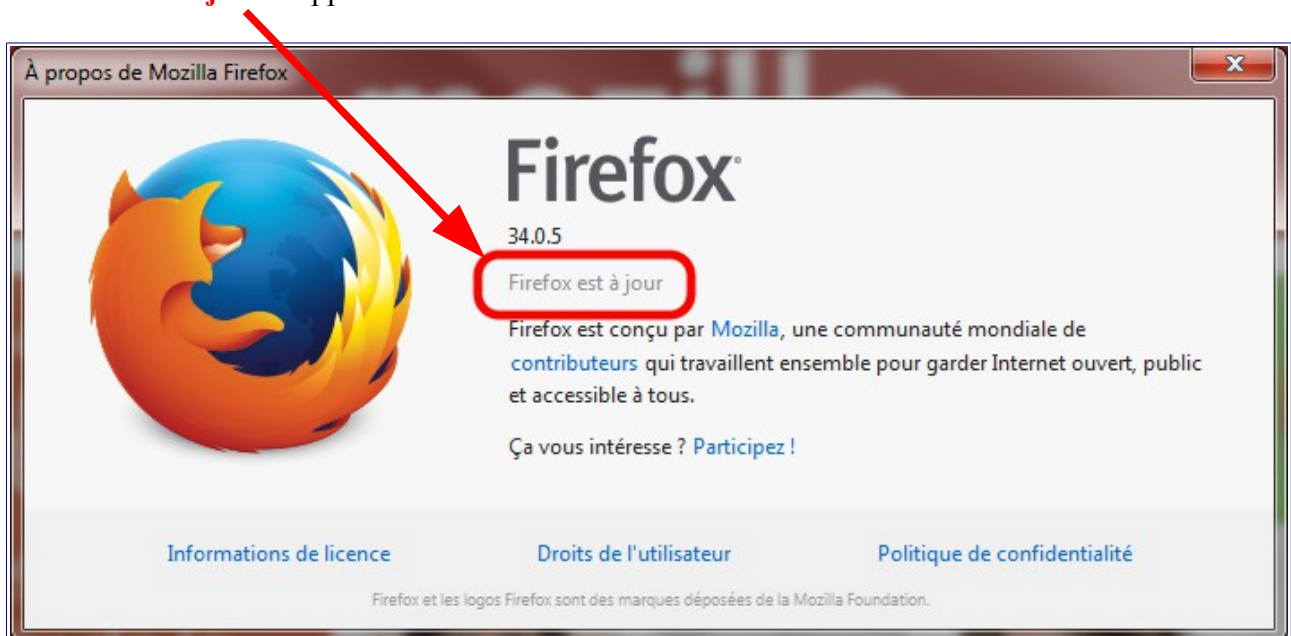 À propos de Mozilla Firefox
Firefox
34.0.5
Firefox est à jour
Firefox est conçu par Mozilla, une communauté mondiale de
contributeurs qui travaillent ensemble pour garder Internet ouvert, public
et accessible à tous.
Ça vous intéresse ? Participez !
Informations de licence Droits de l'utilisateur Politique de confidentialité
Firefox et les logos Firefox sont des marques déposées de la Mozilla Foundation.